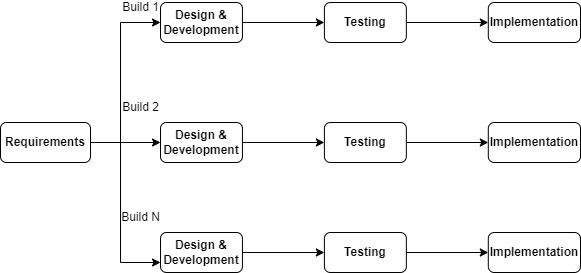 Build 1
Design &
Development
Testing
Implementation
Build 2
Requirements
Design &
Development
Testing
Implementation
Build N
Design &
Development
Testing
Implementation